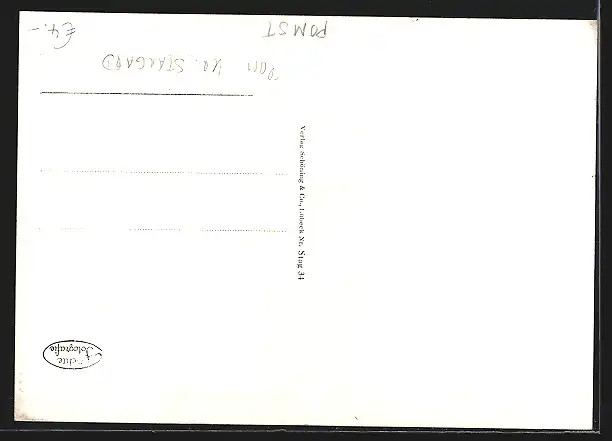 POMST
€4.-
POM KR. STARGARD
Verlag Schöning & Co., Lübeck Nr. Starg 34
Echte
Fotografie